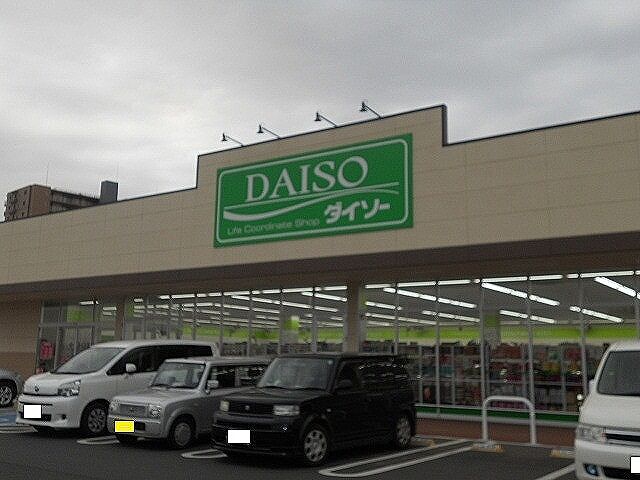 DAISO
Life Coordinate Shop ダイソー